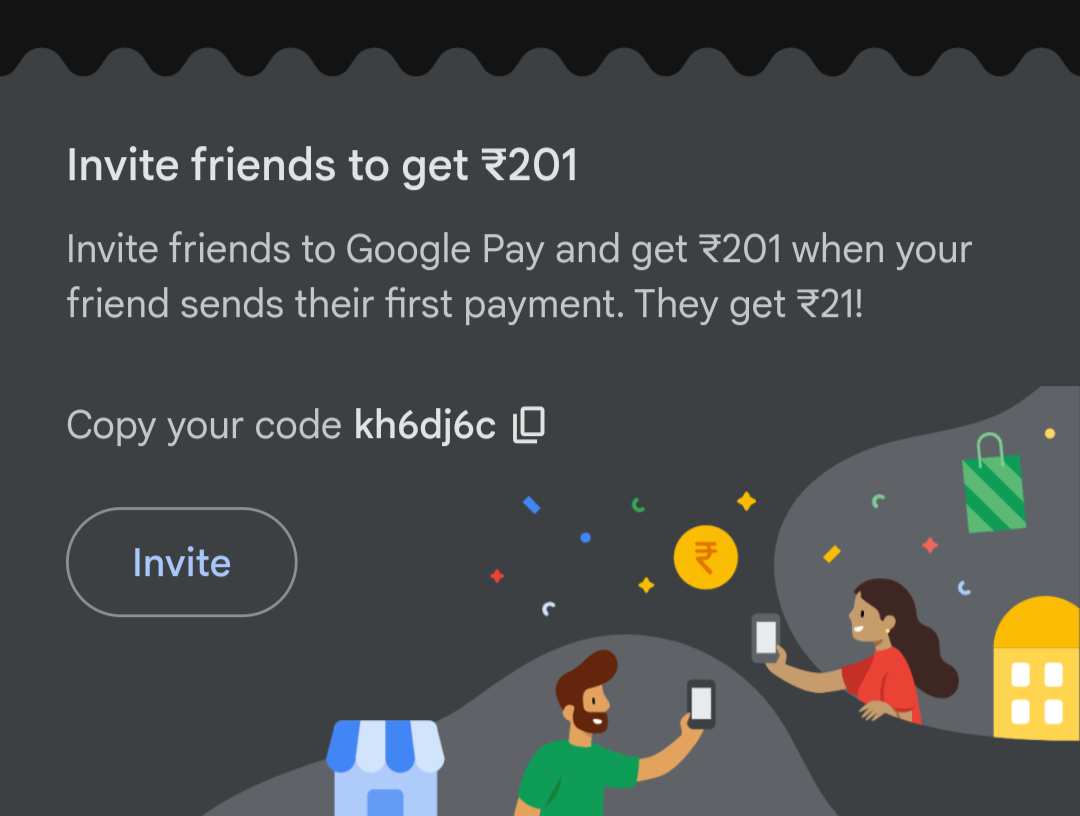 Invite friends to get ₹201
Invite friends to Google Pay and get ₹201 when your
friend sends their first payment. They get ₹21!
Copy your code kh6dj6c
Invite
₹